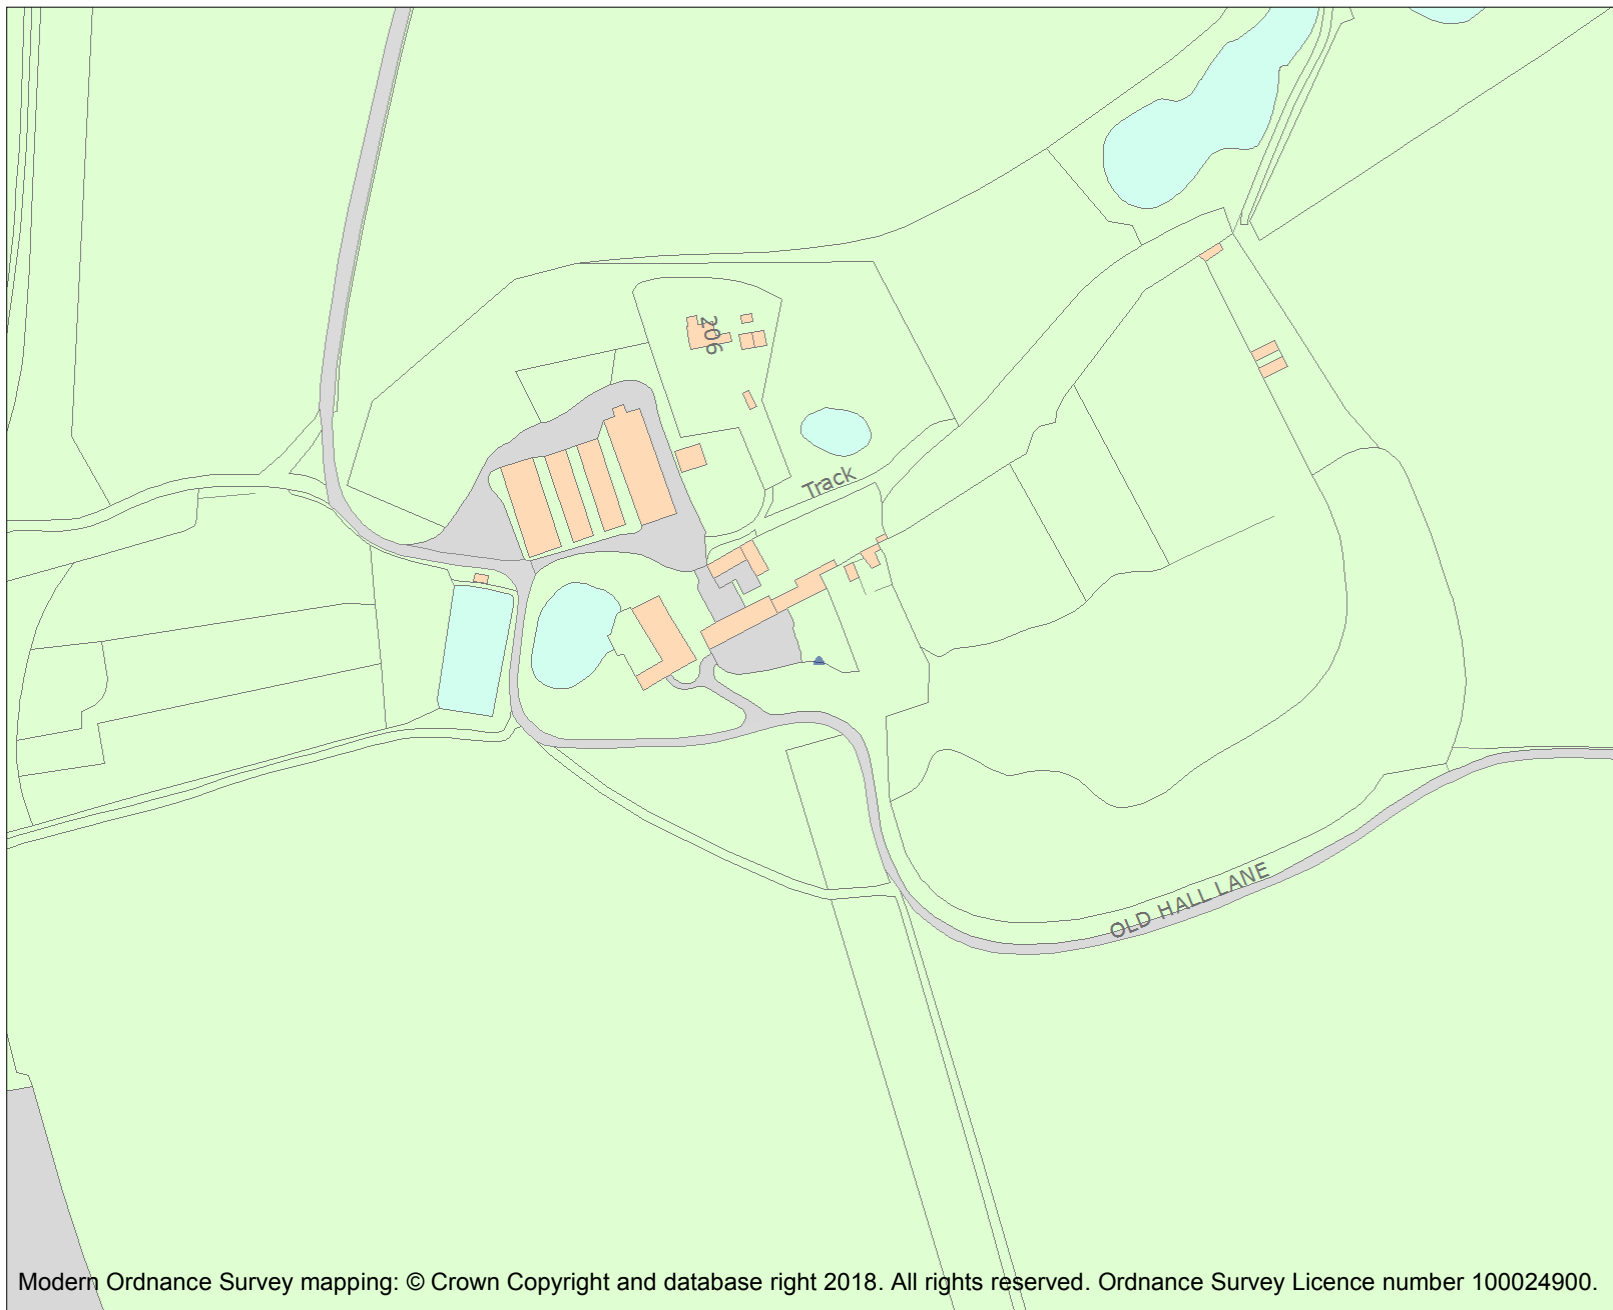 206
Track
OLD HALL LANE
Modern Ordnance Survey mapping: © Crown Copyright and database right 2018. All rights reserved. Ordnance Survey Licence number 100024900.